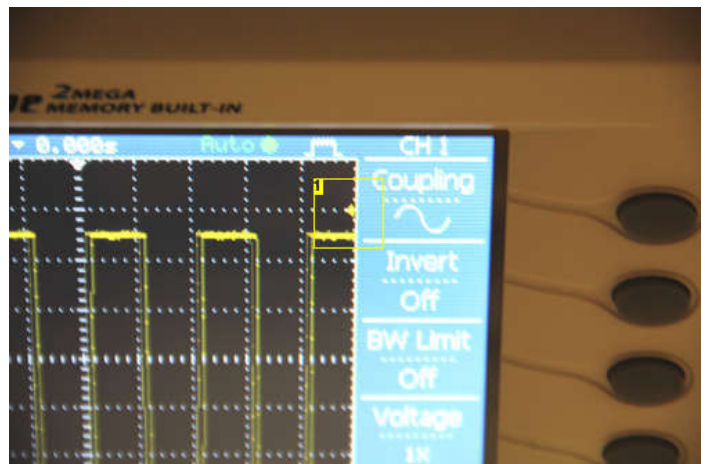 2MEGA
MEMORY BUILT-IN
0.000s Auto CH 1
1
Coupling
Invert
Off
BW Limit
Off
Voltage
1X